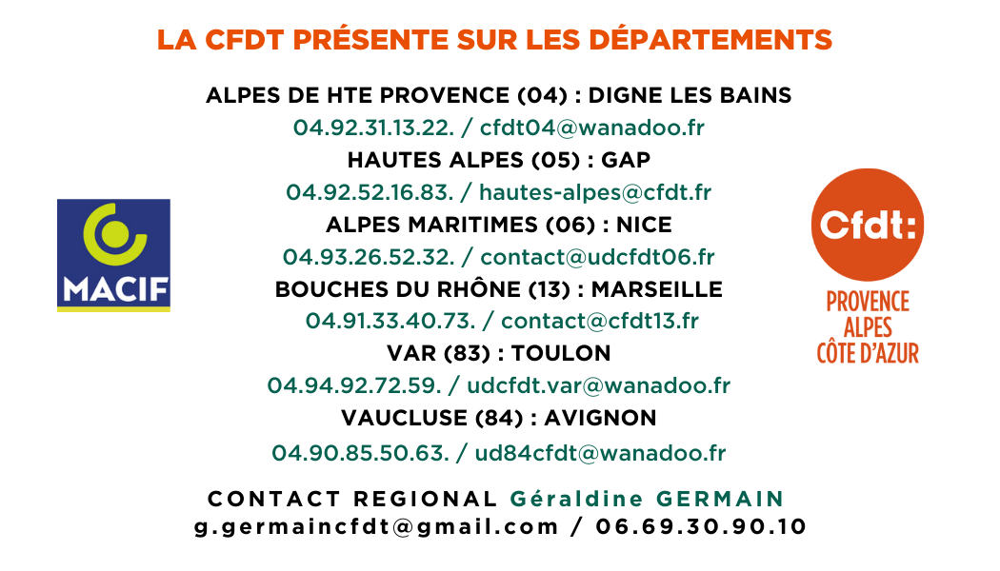 LA CFDT PRÉSENTE SUR LES DÉPARTEMENTS
ALPES DE HTE PROVENCE (04) : DIGNE LES BAINS
04.92.31.13.22. / cfdt04@wanadoo.fr
HAUTES ALPES (05) : GAP
04.92.52.16.83. / hautes-alpes@cfdt.fr
ALPES MARITIMES (06) : NICE
04.93.26.52.32. / contact@udcfdt06.fr
BOUCHES DU RHÔNE (13) : MARSEILLE
04.91.33.40.73. / contact@cfdt13.fr
VAR (83) : TOULON
04.94.92.72.59. / udcfdt.var@wanadoo.fr
VAUCLUSE (84) : AVIGNON
04.90.85.50.63. / ud84cfdt@wanadoo.fr
CONTACT REGIONAL Géraldine GERMAIN
g.germaincfdt@gmail.com / 06.69.30.90.10
MACIF
Cfdt:
PROVENCE
ALPES
CÔTE D'AZUR